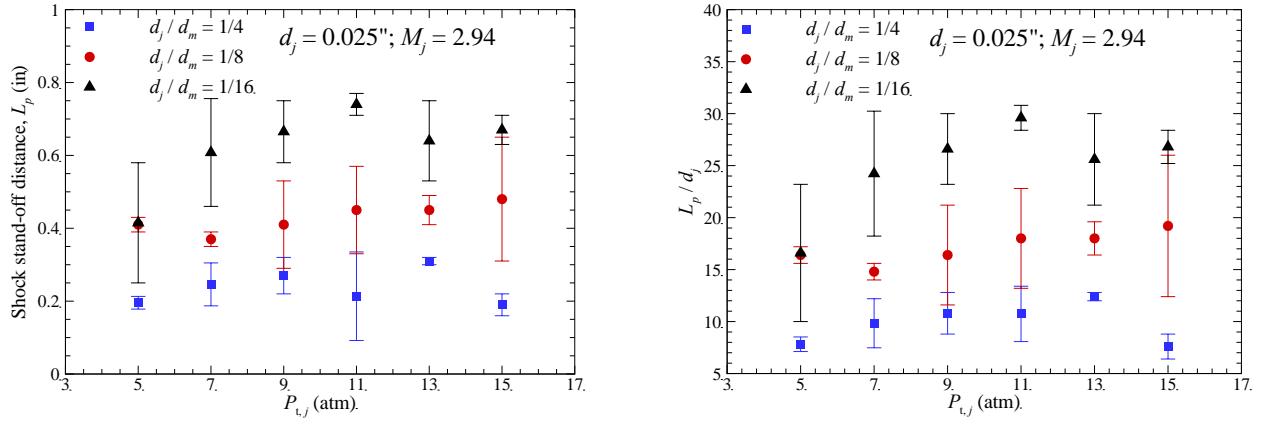 d_j / d_m = 1/4
d_j / d_m = 1/8
d_j / d_m = 1/16.
d_j = 0.025"; M_j = 2.94
Shock stand-off distance, L_p (in)
1
0.8
0.6
0.4
0.2
0
3. 5. 7. 9. 11. 13. 15. 17.
P_t,j (atm).
d_j / d_m = 1/4
d_j / d_m = 1/8
d_j / d_m = 1/16.
d_j = 0.025"; M_j = 2.94
L_p / d_j
40
35
30
25
20
15
10
5
3. 5. 7. 9. 11. 13. 15. 17.
P_t,j (atm).